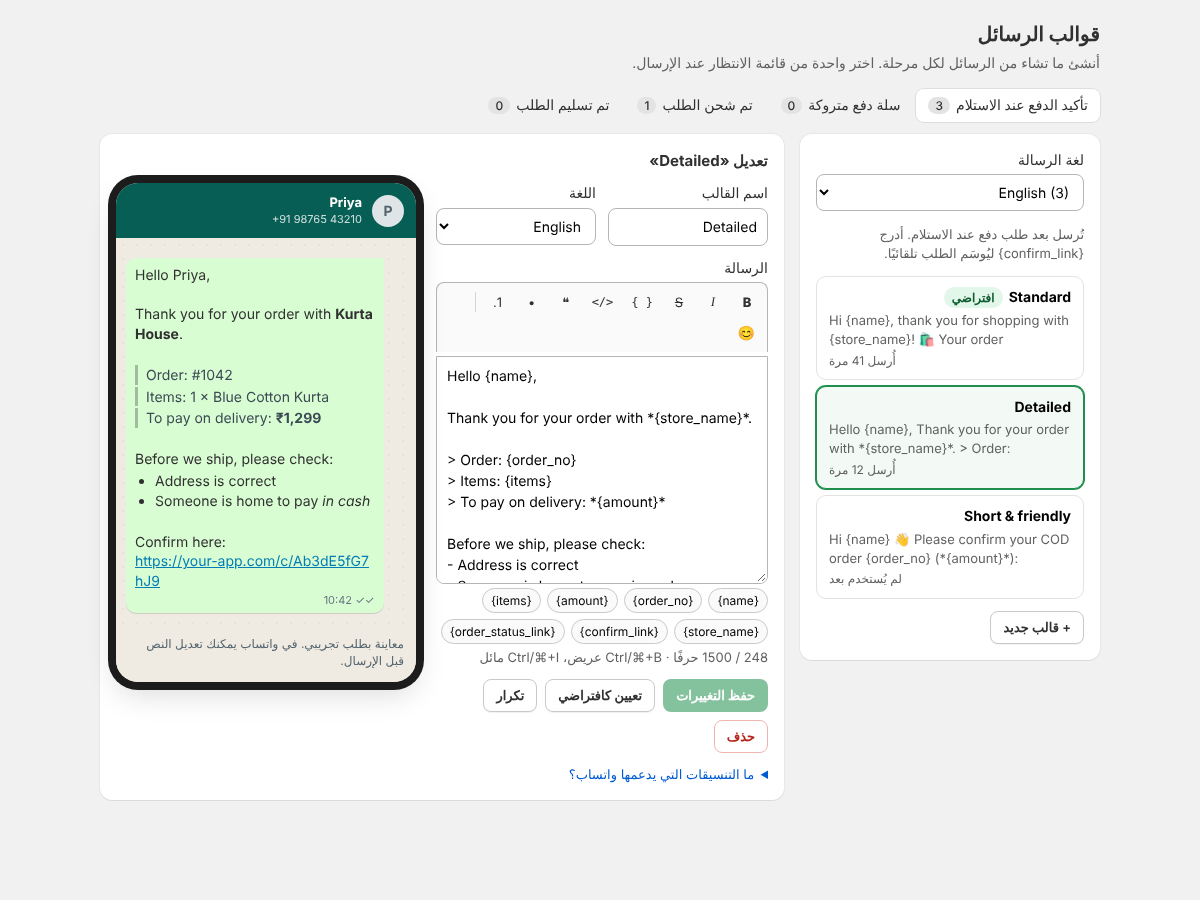 قوالب الرسائل
أنشئ ما تشاء من الرسائل لكل مرحلة. اختر واحدة من قائمة الانتظار عند الإرسال.
تأكيد الدفع عند الاستلام 3
سلة دفع متروكة 0
تم شحن الطلب 1
تم تسليم الطلب 0
لغة الرسالة
English (3)
تُرسل بعد طلب دفع عند الاستلام. أدرج
{confirm_link} ليُوسَم الطلب تلقائيًا.
Standard افتراضي
Hi {name}, thank you for shopping with
{store_name}! 🛍️ Your order
أُرسل 41 مرة
Detailed
Hello {name}, Thank you for your order
with *{store_name}*. > Order:
أُرسل 12 مرة
Short & friendly
Hi {name} 👋 Please confirm your COD
order {order_no} (*{amount}*):
لم يُستخدم بعد
+ قالب جديد
تعديل «Detailed»
اسم القالب
Detailed
اللغة
English
الرسالة
B I S { } </> ❝ • 1.
😊
Hello {name},
Thank you for your order with *{store_name}*.
> Order: {order_no}
> Items: {items}
> To pay on delivery: *{amount}*
Before we ship, please check:
- Address is correct
{name} {order_no} {amount} {items}
{store_name} {confirm_link} {order_status_link}
248 / 1500 حرفًا · Ctrl/⌘+B عريض، Ctrl/⌘+I مائل
حفظ التغييرات
تعيين كافتراضي
تكرار
حذف
◀ ما التنسيقات التي يدعمها واتساب؟
P
Priya
+91 98765 43210
Hello Priya,
Thank you for your order with Kurta
House.
Order: #1042
Items: 1 × Blue Cotton Kurta
To pay on delivery: ₹1,299
Before we ship, please check:
• Address is correct
• Someone is home to pay in cash
Confirm here:
https://your-app.com/c/Ab3dE5fG7
hJ9
10:42 ✓✓
معاينة بطلب تجريبي. في واتساب يمكنك تعديل النص
قبل الإرسال.